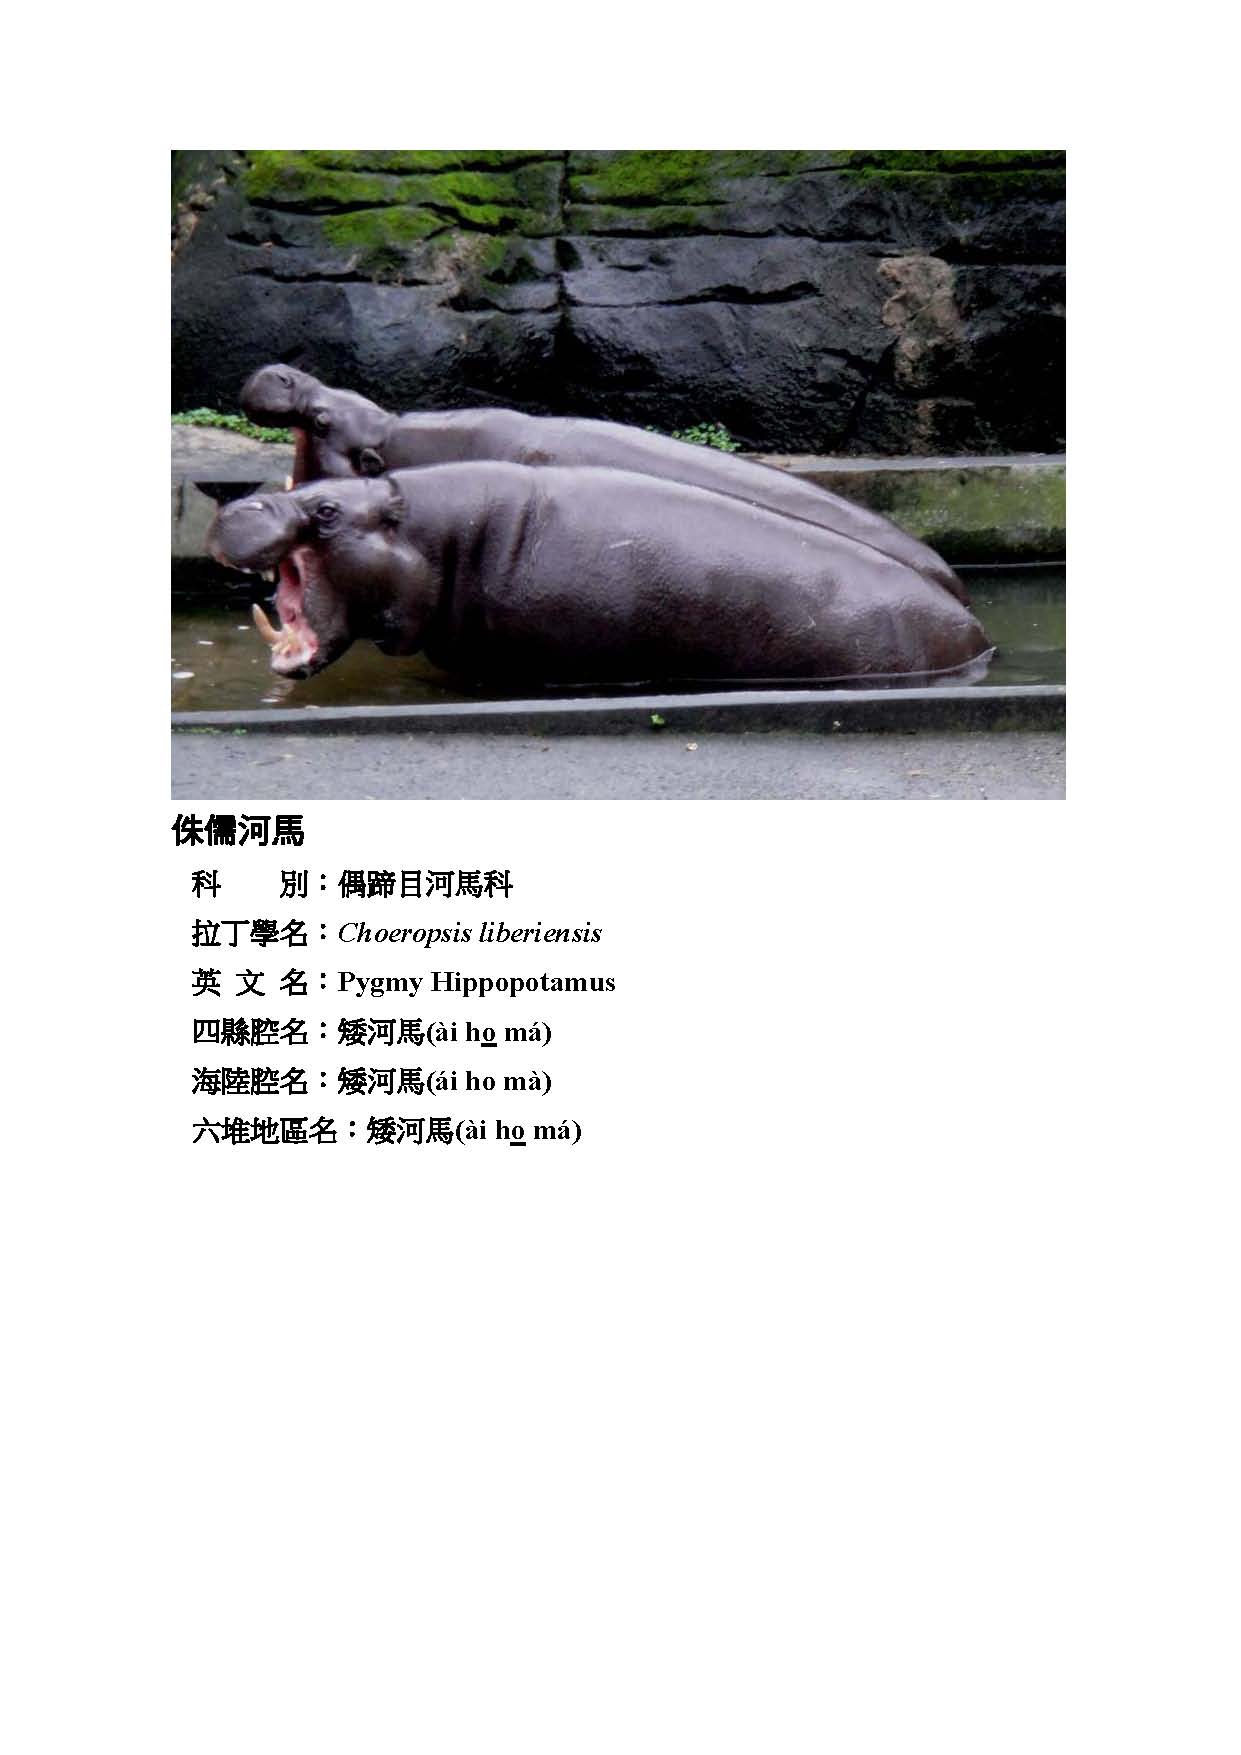 侏儒河馬
科　　別：偶蹄目河馬科
拉丁學名：Choeropsis liberiensis
英 文 名：Pygmy Hippopotamus
四縣腔名：矮河馬(ài ho̲ má)
海陸腔名：矮河馬(ái ho mà)
六堆地區名：矮河馬(ài ho̲ má)